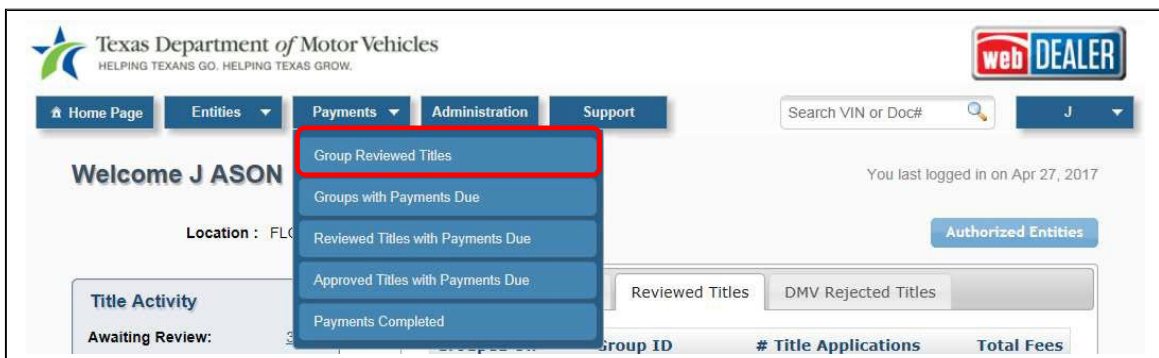 Texas Department of Motor Vehicles
HELPING TEXANS GO. HELPING TEXAS GROW.
web DEALER
Home Page Entities Payments Administration Support Search VIN or Doc# J
Group Reviewed Titles
Welcome J ASON
You last logged in on Apr 27, 2017
Groups with Payments Due
Location :
Reviewed Titles with Payments Due
Authorized Entities
Approved Titles with Payments Due
Title Activity
Reviewed Titles DMV Rejected Titles
Payments Completed
Awaiting Review:
Group ID # Title Applications Total Fees